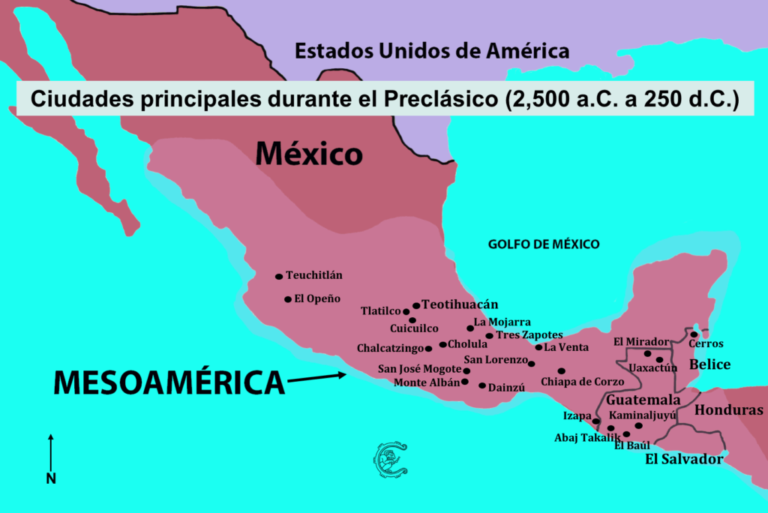 Estados Unidos de América
Ciudades principales durante el Preclásico (2,500 a.C. a 250 d.C.)
México
GOLFO DE MÉXICO
Teuchitlán
El Opeño
Teotihuacán
Tlatilco
La Mojarra
Cuicuilco
Tres Zapotes
Cerros
El Mirador
Cholula
La Venta
Chalcatzingo
San Lorenzo
Belice
Uaxactún
San José Mogote
MESOAMÉRICA
Monte Albán
Chiapa de Corzo
Dainzú
Guatemala
Honduras
Izapa
Kaminaljuyú
Abaj Takalik
El Baúl
El Salvador
N